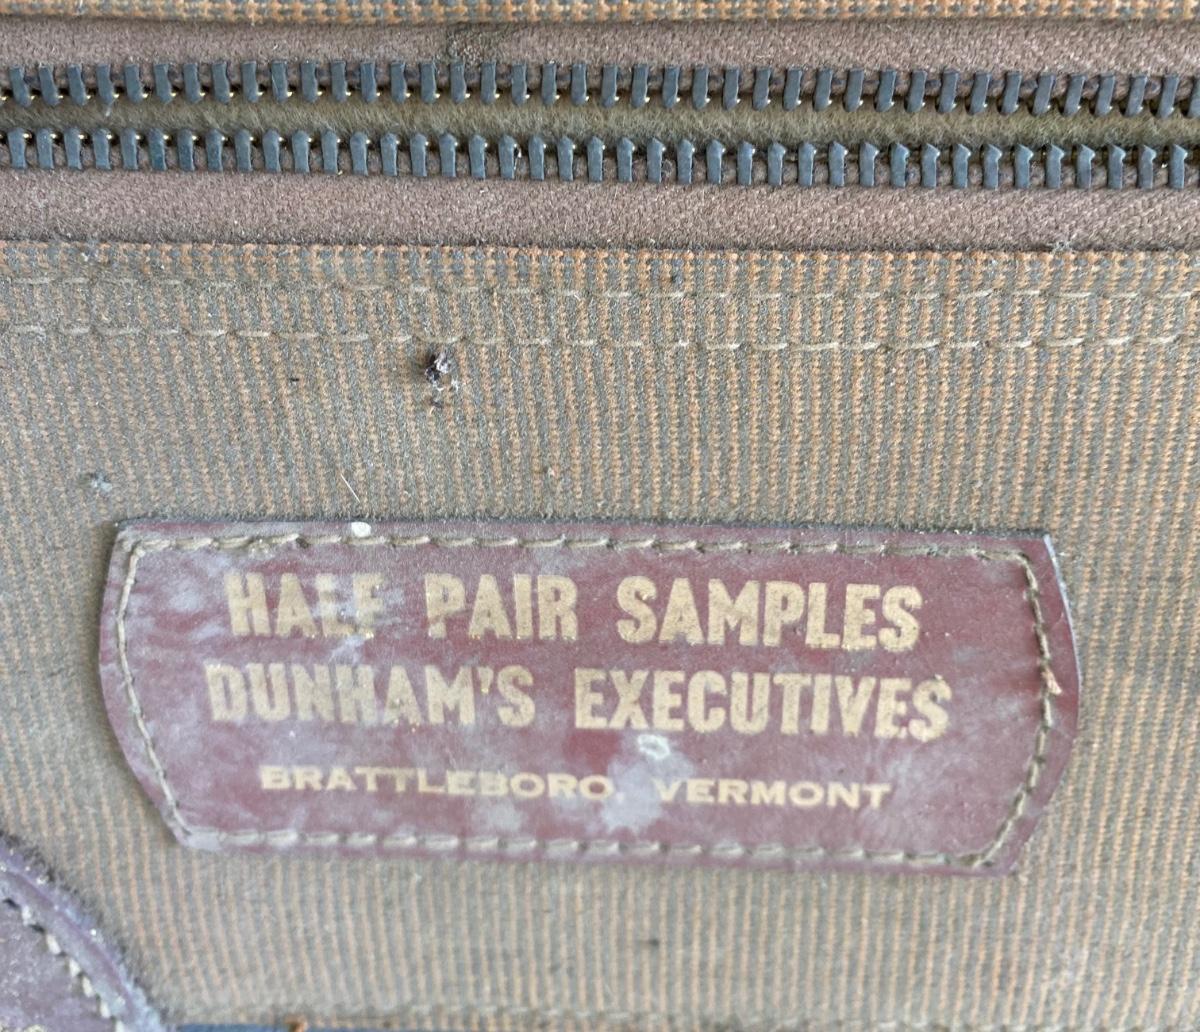 HALF PAIR SAMPLES
DUNHAM'S EXECUTIVES
BRATTLEBORO, VERMONT